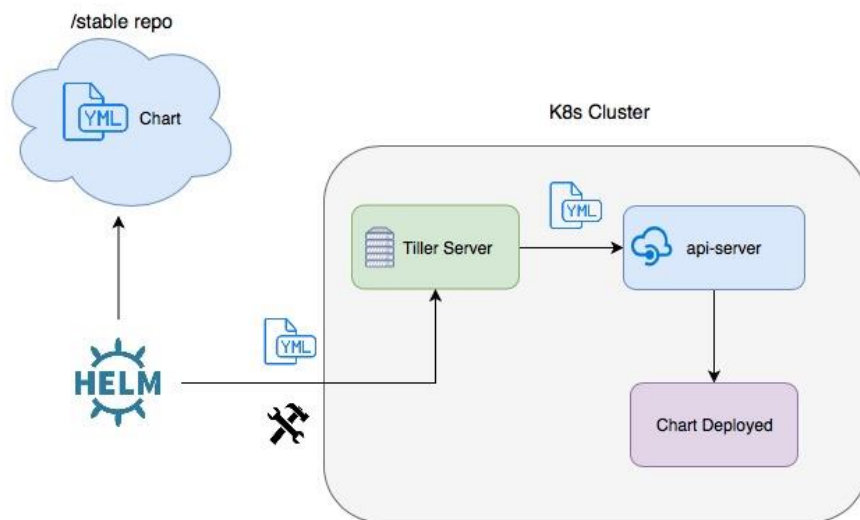 /stable repo
YML
Chart
K8s Cluster
YML
Tiller Server
api-server
YML
HELM
Chart Deployed